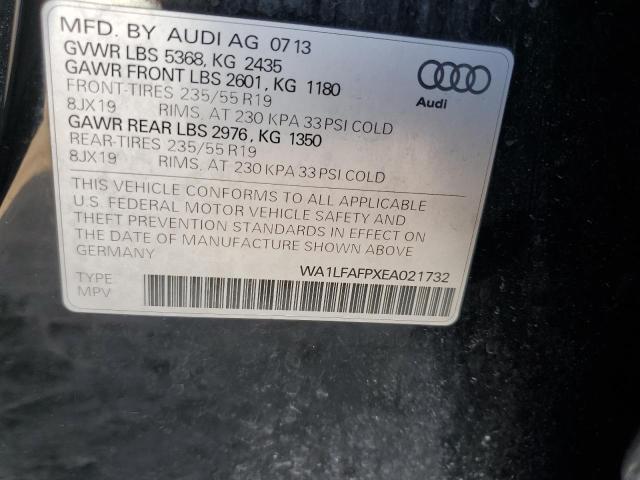 MFD. BY AUDI AG 07 13
GVWR LBS 5368, KG 2435
GAWR FRONT LBS 2601, KG 1180
FRONT-TIRES 235/55 R19
8JX19 RIMS, AT 230 KPA 33 PSI COLD
GAWR REAR LBS 2976, KG 1350
REAR-TIRES 235/55 R19
8JX19 RIMS, AT 230 KPA 33 PSI COLD
Audi
THIS VEHICLE CONFORMS TO ALL APPLICABLE
U.S. FEDERAL MOTOR VEHICLE SAFETY AND
THEFT PREVENTION STANDARDS IN EFFECT ON
THE DATE OF MANUFACTURE SHOWN ABOVE
GERMANY
WA1LFAFPXEA021732
TYPE
MPV